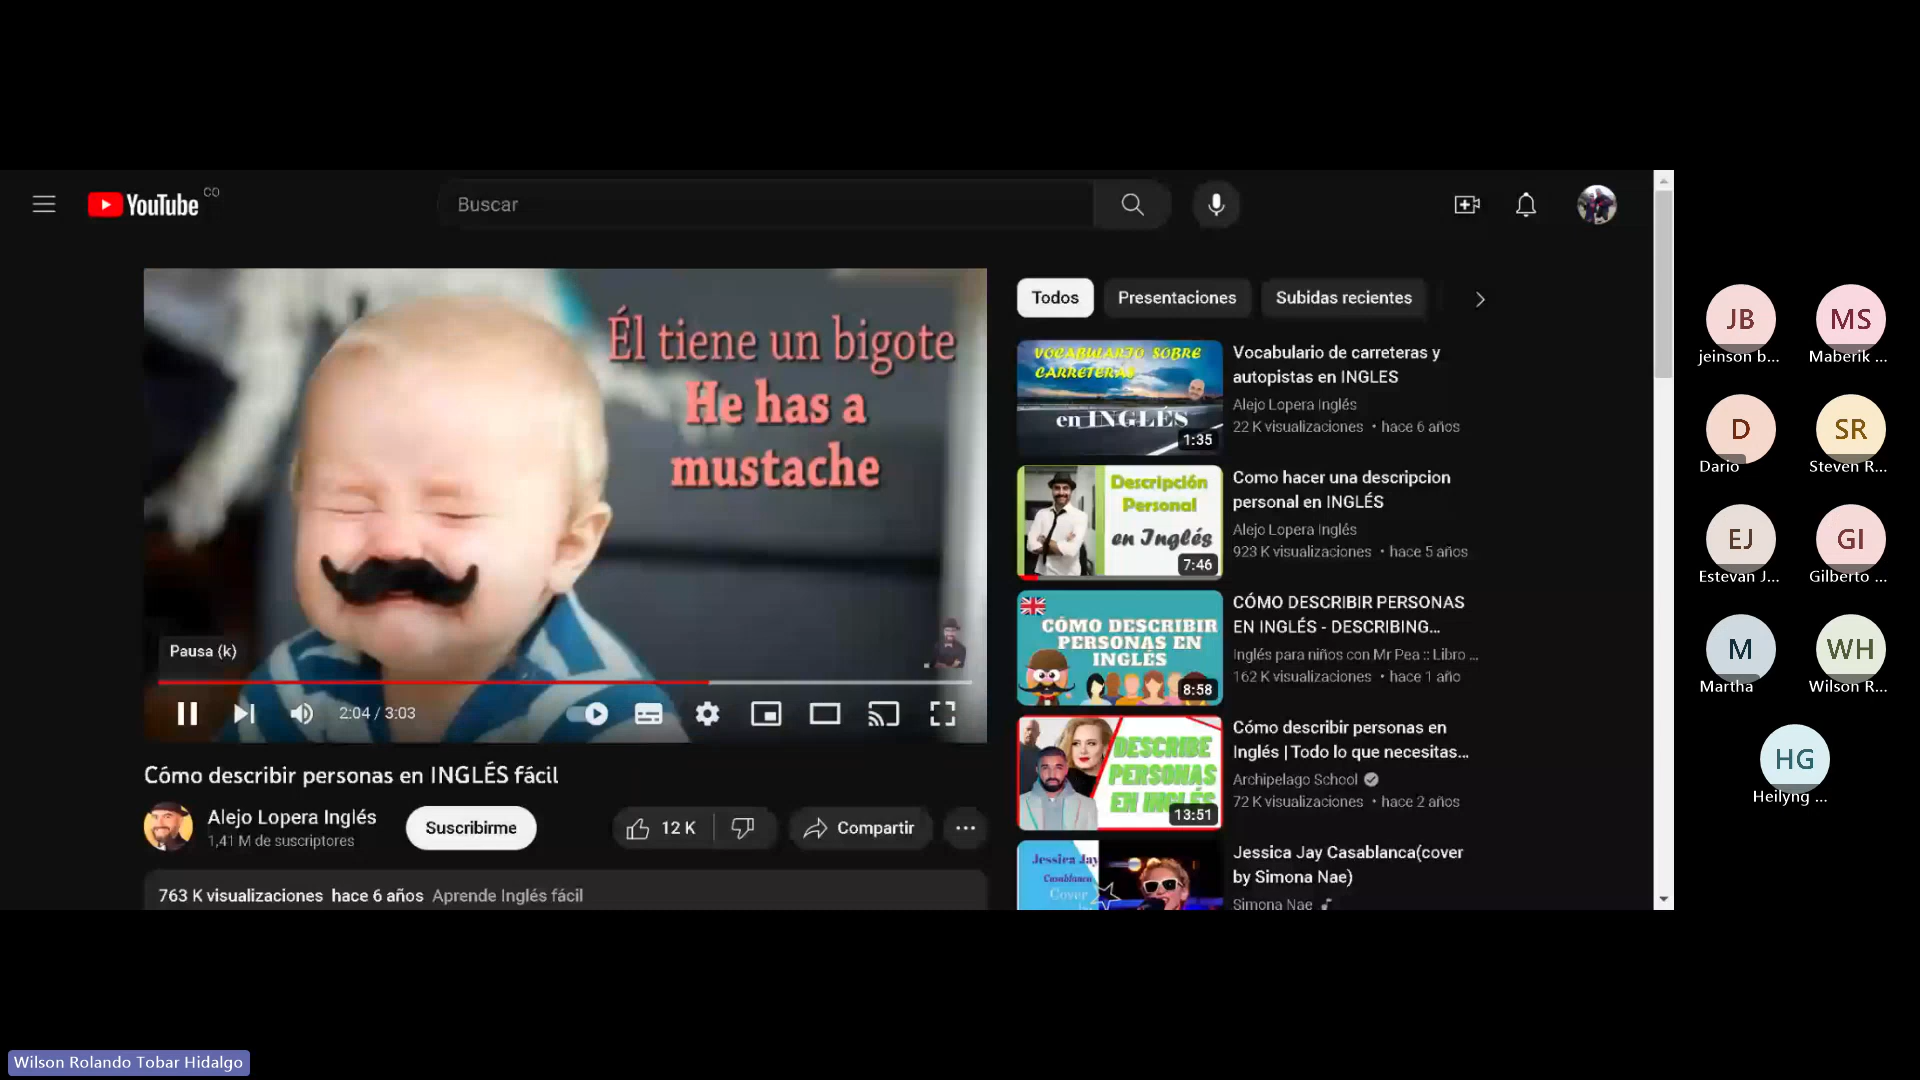 YouTube CO
Buscar
Él tiene un bigote
He has a
mustache
Pausa (k)
2:04 / 3:03
Cómo describir personas en INGLÉS fácil
Alejo Lopera Inglés
1,41 M de suscriptores
Suscribirme
12 K
Compartir
763 K visualizaciones hace 6 años Aprende Inglés fácil
Todos
Presentaciones
Subidas recientes
VOCABULARIO SOBRE
CARRETERAS
en INGLÉS
1:35
Vocabulario de carreteras y
autopistas en INGLES
Alejo Lopera Inglés
22 K visualizaciones • hace 6 años
Descripción
Personal
en Inglés
7:46
Como hacer una descripcion
personal en INGLÉS
Alejo Lopera Inglés
923 K visualizaciones • hace 5 años
CÓMO DESCRIBIR
PERSONAS EN
INGLÉS
8:58
CÓMO DESCRIBIR PERSONAS
EN INGLÉS - DESCRIBING...
Inglés para niños con Mr Pea :: Libro ...
162 K visualizaciones • hace 1 año
DESCRIBE
PERSONAS
EN INGLÉS
13:51
Cómo describir personas en
Inglés | Todo lo que necesitas...
Archipelago School
72 K visualizaciones • hace 2 años
Jessica Jay
Casablanca
Cover
Jessica Jay Casablanca(cover
by Simona Nae)
Simona Nae
JB
jeinson b...
MS
Maberik ...
D
Dario
SR
Steven R...
EJ
Estevan J...
GI
Gilberto ...
M
Martha
WH
Wilson R...
HG
Heilyng ...
Wilson Rolando Tobar Hidalgo